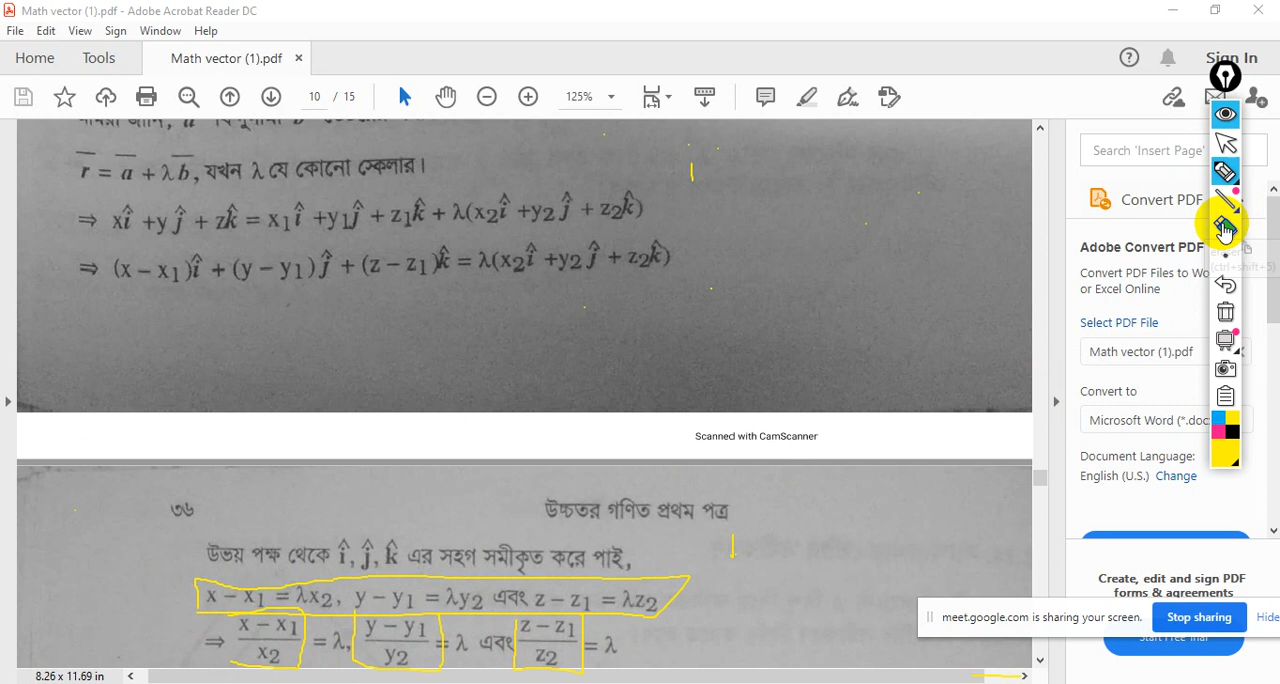 Math vector (1).pdf - Adobe Acrobat Reader DC
File Edit View Sign Window Help
Home Tools Math vector (1).pdf × Sign In
10 / 15 125%
r̅ = a̅ + λb̅, যখন λ যে কোনো স্কেলার।
⇒ xî + yĵ + zk̂ = x₁î + y₁ĵ + z₁k̂ + λ(x₂î + y₂ĵ + z₂k̂)
⇒ (x − x₁)î + (y − y₁)ĵ + (z − z₁)k̂ = λ(x₂î + y₂ĵ + z₂k̂)
Scanned with CamScanner
৩৬ উচ্চতর গণিত প্রথম পত্র
উভয় পক্ষ থেকে î, ĵ, k̂ এর সহগ সমীকৃত করে পাই,
x − x₁ = λx₂, y − y₁ = λy₂ এবং z − z₁ = λz₂
⇒ (x − x₁)/x₂ = λ, (y − y₁)/y₂ = λ এবং (z − z₁)/z₂ = λ
8.26 x 11.69 in
Search 'Insert Page'
Convert PDF
Adobe Convert PDF
(ctrl+shift+5)
Convert PDF Files to Wo
or Excel Online
Select PDF File
Math vector (1).pdf
Convert to
Microsoft Word (*.doc
Document Language:
English (U.S.) Change
Create, edit and sign PDF
forms & agreements
meet.google.com is sharing your screen. Stop sharing Hide
Start Free Trial